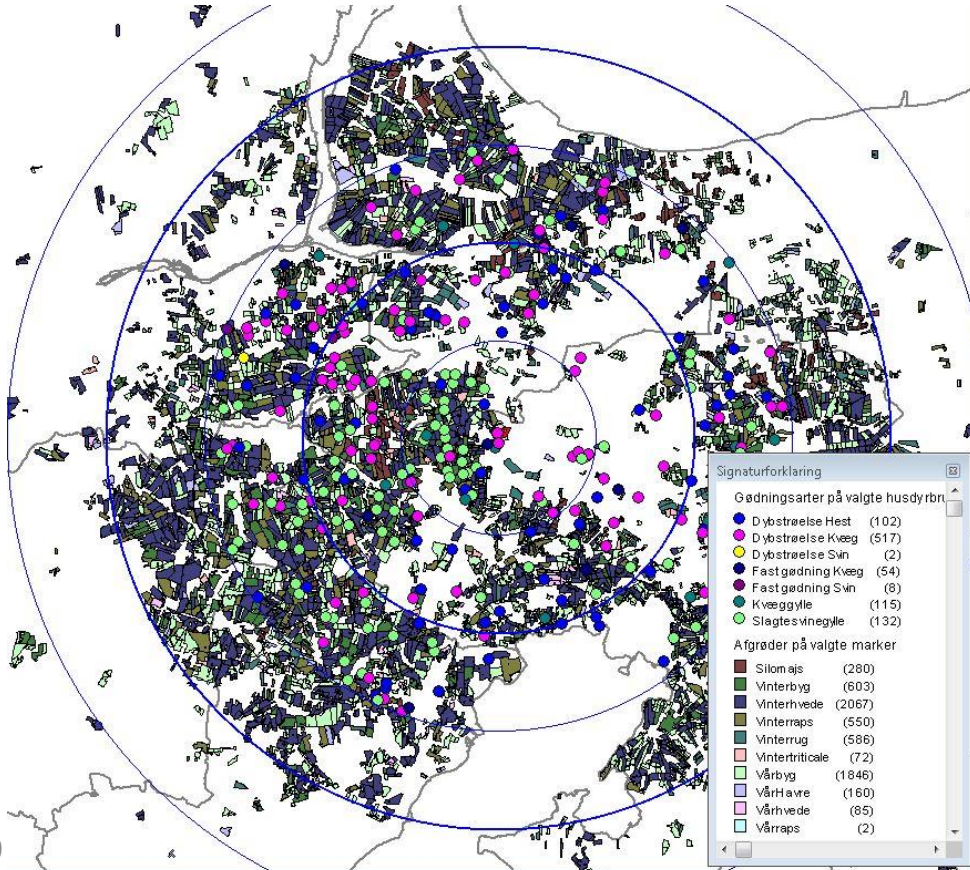 Signaturforklaring
Gødningsarter på valgte husdyrbru
Dybstrøelse Hest (102)
Dybstrøelse Kvæg (517)
Dybstrøelse Svin (2)
Fast gødning Kvæg (54)
Fast gødning Svin (8)
Kvæggylle (115)
Slagtesvinegylle (132)
Afgrøder på valgte marker
Silomajs (280)
Vinterbyg (603)
Vinterhvede (2067)
Vinterraps (550)
Vinterrug (586)
Vintertriticale (72)
Vårbyg (1846)
VårHavre (160)
Vårhvede (85)
Vårraps (2)